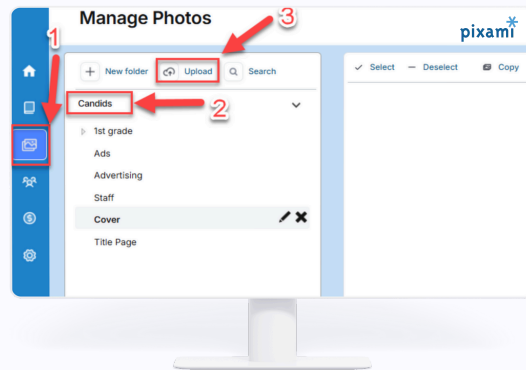 Manage Photos
3
1
pixami
New folder
Upload
Search
Select
Deselect
Copy
Candids
2
1st grade
Ads
Advertising
Staff
Cover
Title Page